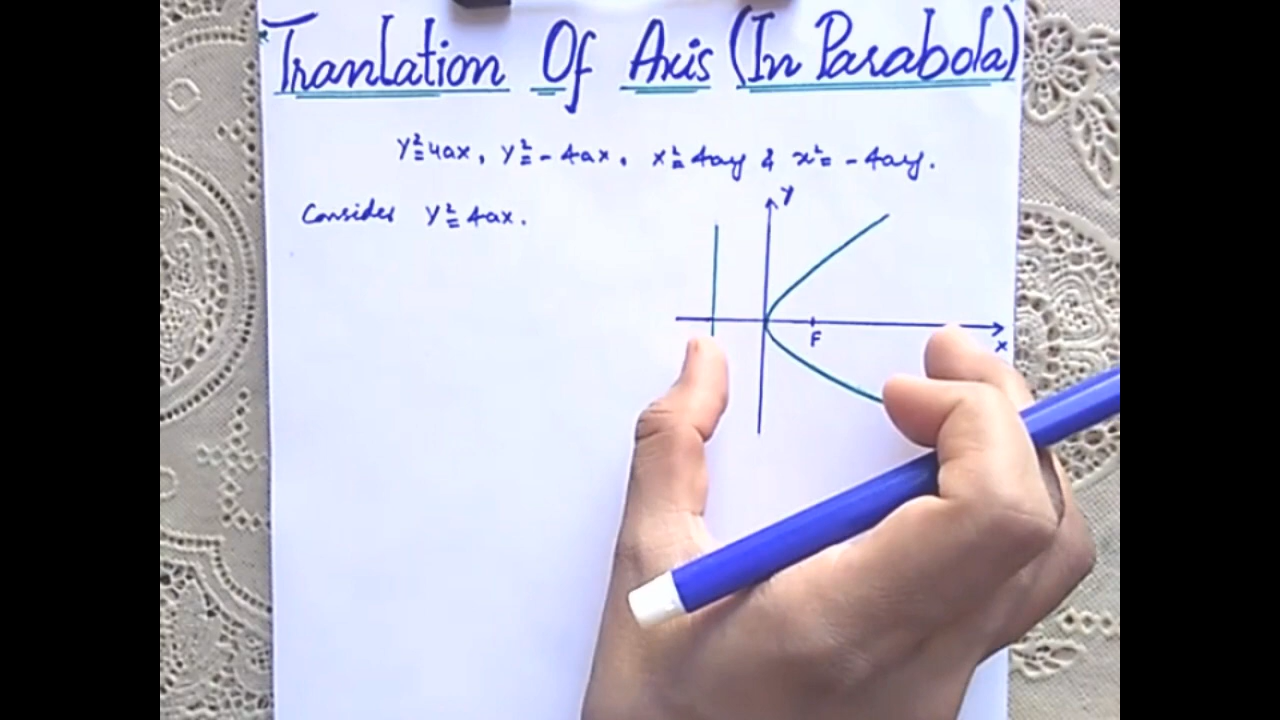 Tranlation Of Axis (In Parabola)
y²=4ax, y²=-4ax, x²=4ay & x²=-4ay.
Consider y²=4ax.
y
F
x